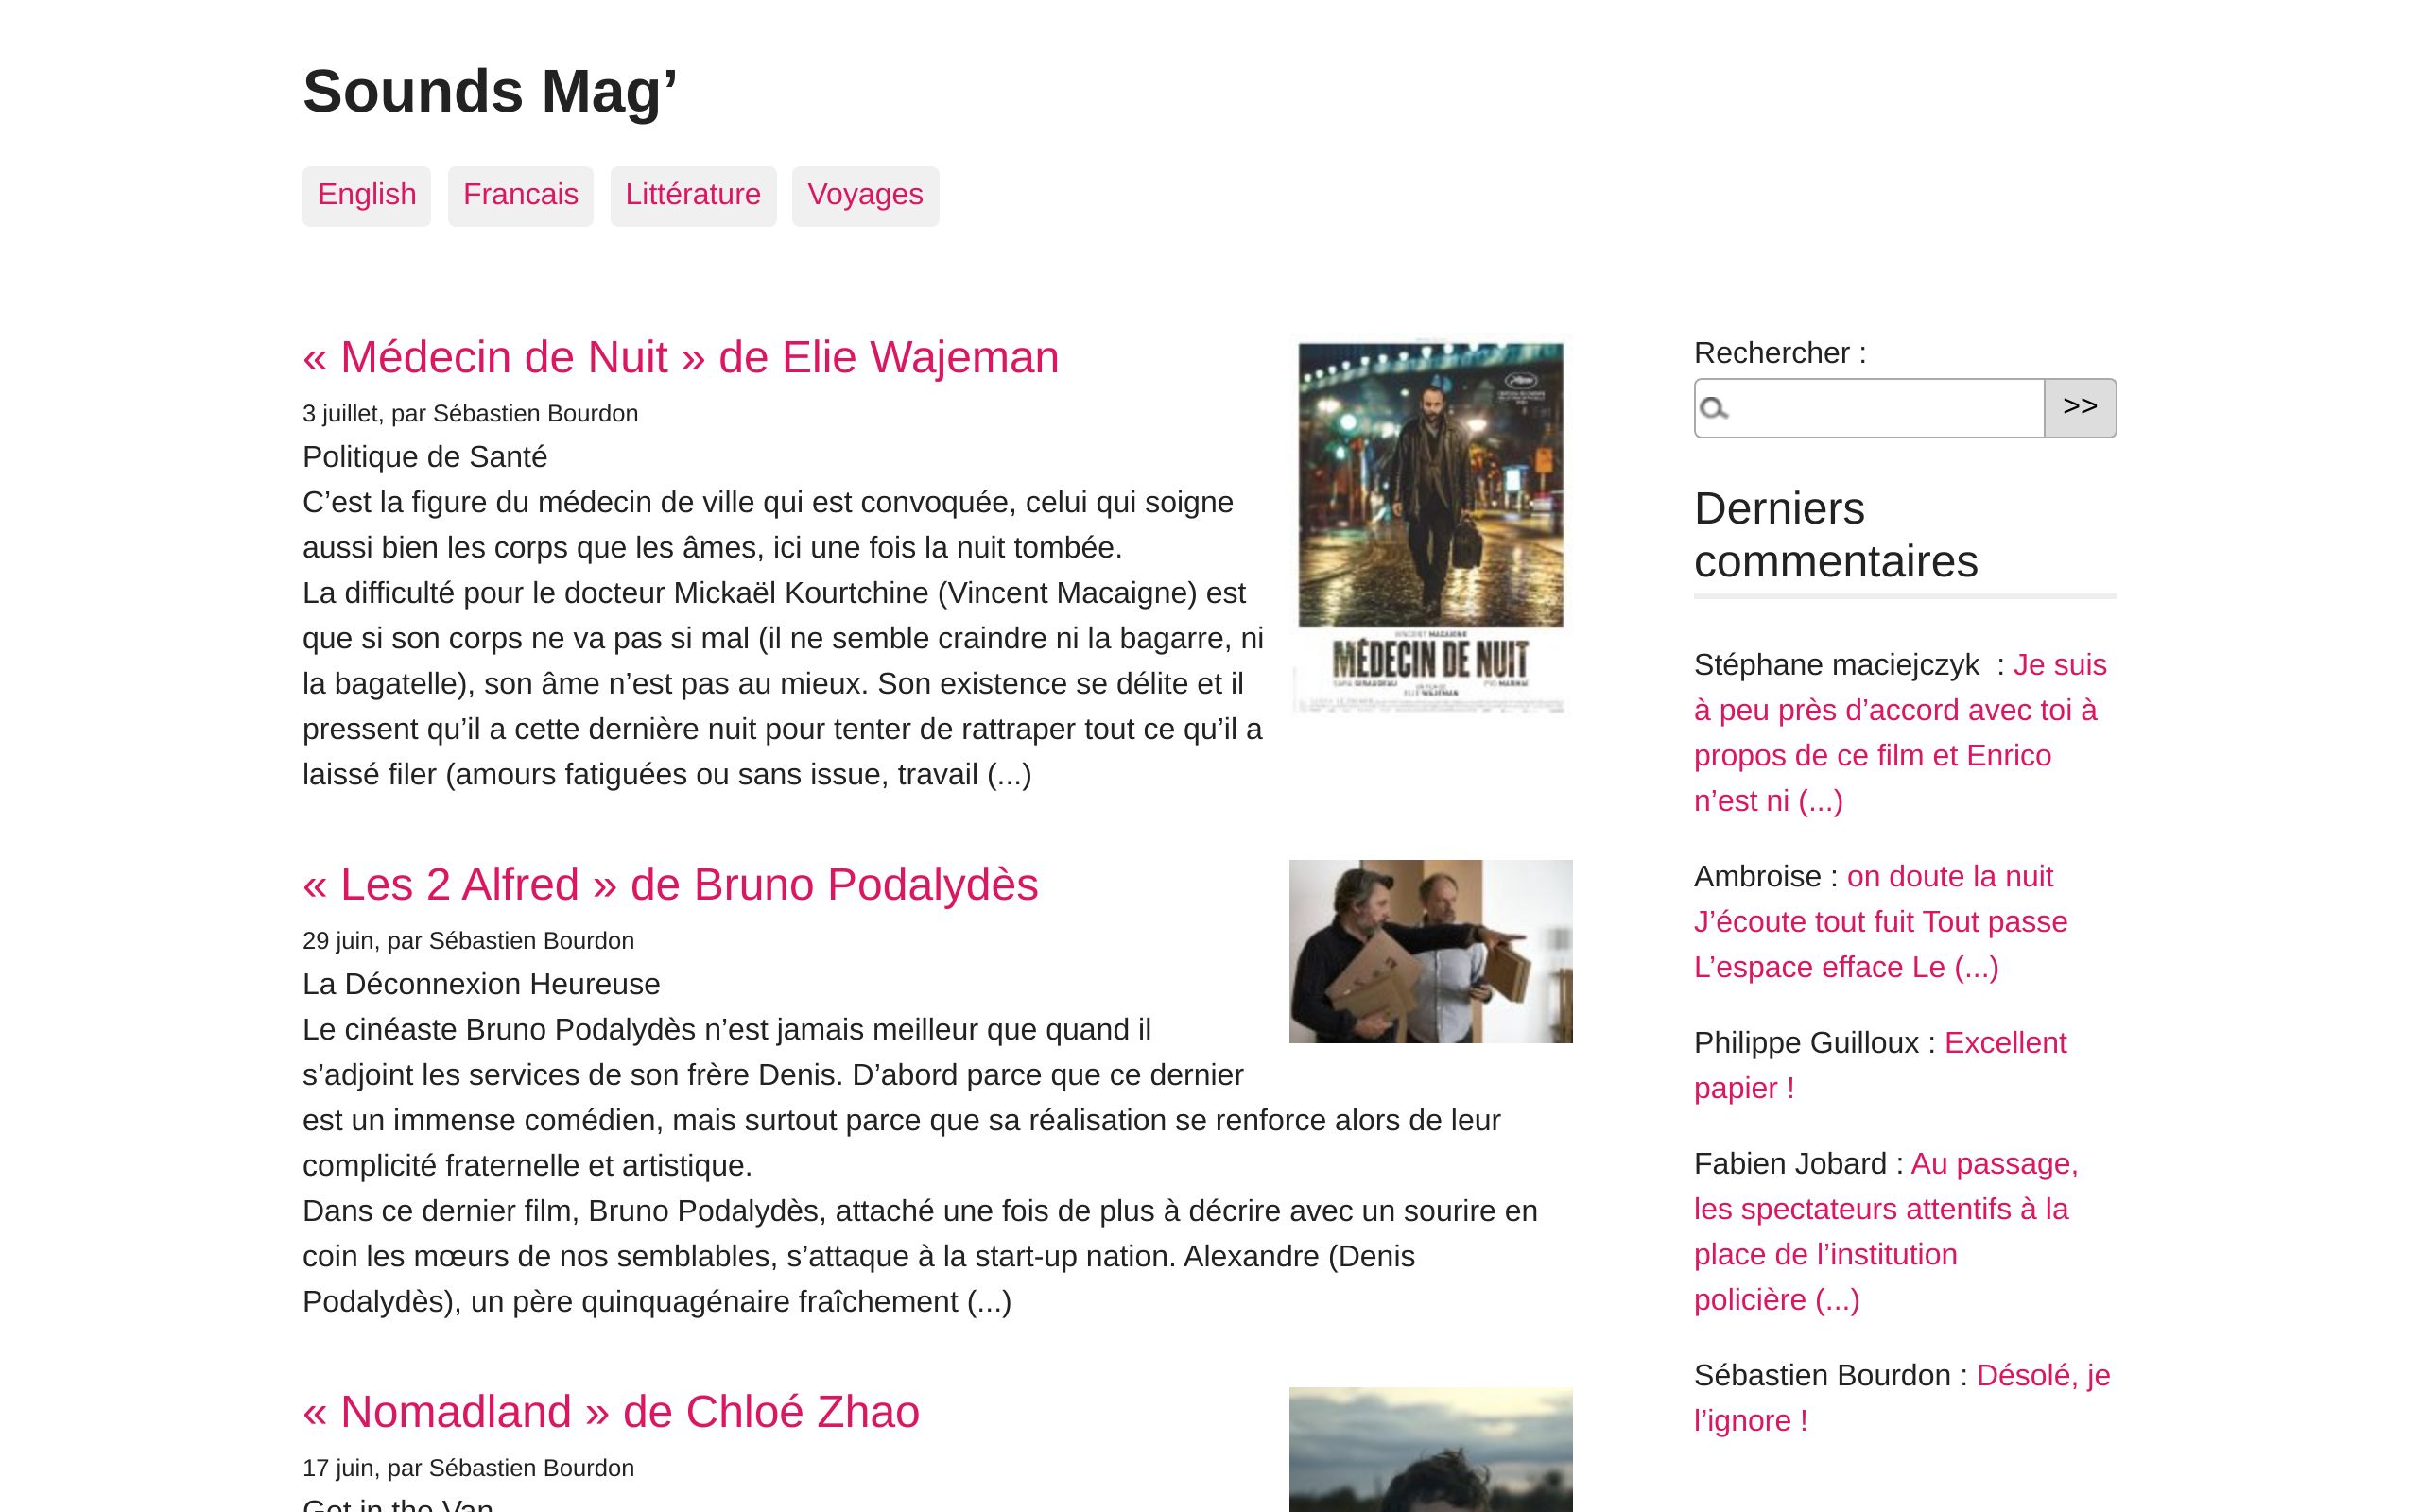 Sounds Mag’
English Francais Littérature Voyages
« Médecin de Nuit » de Elie Wajeman
3 juillet, par Sébastien Bourdon
Politique de Santé
C’est la figure du médecin de ville qui est convoquée, celui qui soigne
aussi bien les corps que les âmes, ici une fois la nuit tombée.
La difficulté pour le docteur Mickaël Kourtchine (Vincent Macaigne) est
que si son corps ne va pas si mal (il ne semble craindre ni la bagarre, ni
la bagatelle), son âme n’est pas au mieux. Son existence se délite et il
pressent qu’il a cette dernière nuit pour tenter de rattraper tout ce qu’il a
laissé filer (amours fatiguées ou sans issue, travail (...)
VINCENT MACAIGNE
MÉDECIN DE NUIT
SARA GIRAUDEAU PIO MARMAÏ
UN FILM DE
ELIE WAJEMAN
« Les 2 Alfred » de Bruno Podalydès
29 juin, par Sébastien Bourdon
La Déconnexion Heureuse
Le cinéaste Bruno Podalydès n’est jamais meilleur que quand il
s’adjoint les services de son frère Denis. D’abord parce que ce dernier
est un immense comédien, mais surtout parce que sa réalisation se renforce alors de leur
complicité fraternelle et artistique.
Dans ce dernier film, Bruno Podalydès, attaché une fois de plus à décrire avec un sourire en
coin les mœurs de nos semblables, s’attaque à la start-up nation. Alexandre (Denis
Podalydès), un père quinquagénaire fraîchement (...)
« Nomadland » de Chloé Zhao
17 juin, par Sébastien Bourdon
Get in the Van
Rechercher :
>>
Derniers
commentaires
Stéphane maciejczyk : Je suis
à peu près d’accord avec toi à
propos de ce film et Enrico
n’est ni (...)
Ambroise : on doute la nuit
J’écoute tout fuit Tout passe
L’espace efface Le (...)
Philippe Guilloux : Excellent
papier !
Fabien Jobard : Au passage,
les spectateurs attentifs à la
place de l’institution
policière (...)
Sébastien Bourdon : Désolé, je
l’ignore !